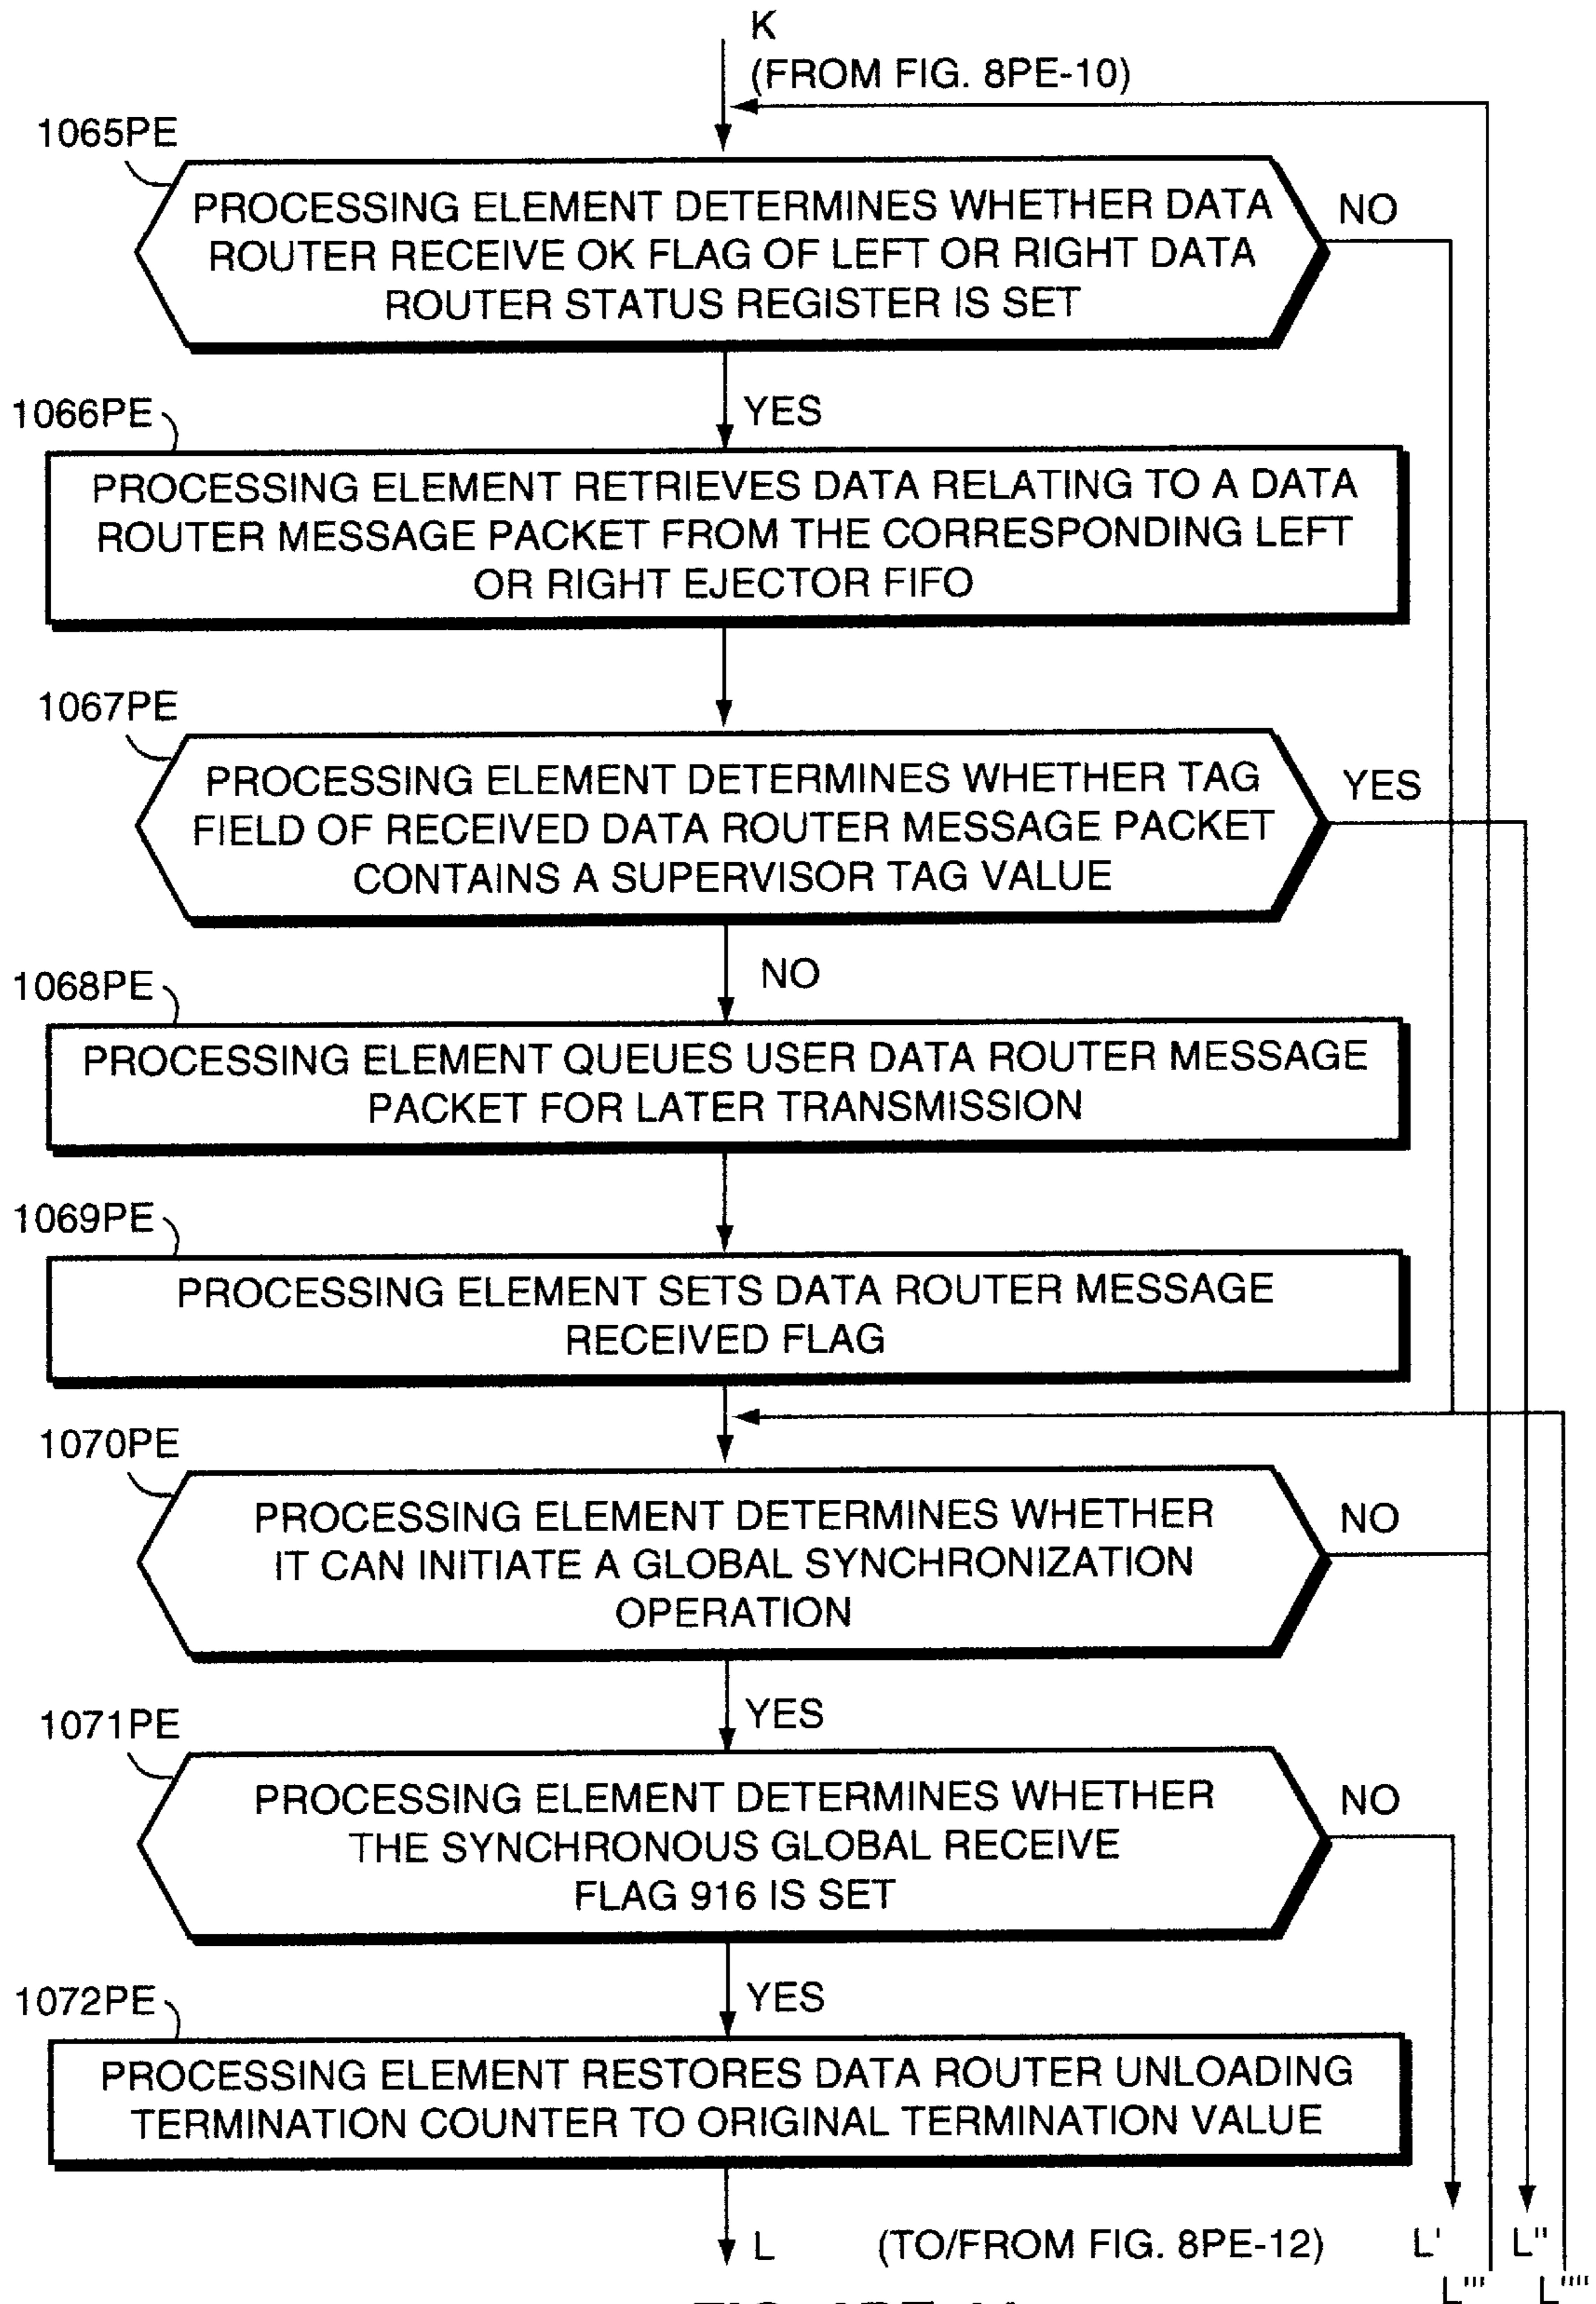 K
(FROM FIG. 8PE-10)
1065PE
PROCESSING ELEMENT DETERMINES WHETHER DATA
ROUTER RECEIVE OK FLAG OF LEFT OR RIGHT DATA
ROUTER STATUS REGISTER IS SET
NO
YES
1066PE
PROCESSING ELEMENT RETRIEVES DATA RELATING TO A DATA
ROUTER MESSAGE PACKET FROM THE CORRESPONDING LEFT
OR RIGHT EJECTOR FIFO
1067PE
PROCESSING ELEMENT DETERMINES WHETHER TAG
FIELD OF RECEIVED DATA ROUTER MESSAGE PACKET
CONTAINS A SUPERVISOR TAG VALUE
YES
NO
1068PE
PROCESSING ELEMENT QUEUES USER DATA ROUTER MESSAGE
PACKET FOR LATER TRANSMISSION
1069PE
PROCESSING ELEMENT SETS DATA ROUTER MESSAGE
RECEIVED FLAG
1070PE
PROCESSING ELEMENT DETERMINES WHETHER
IT CAN INITIATE A GLOBAL SYNCHRONIZATION
OPERATION
NO
YES
1071PE
PROCESSING ELEMENT DETERMINES WHETHER
THE SYNCHRONOUS GLOBAL RECEIVE
FLAG 916 IS SET
NO
YES
1072PE
PROCESSING ELEMENT RESTORES DATA ROUTER UNLOADING
TERMINATION COUNTER TO ORIGINAL TERMINATION VALUE
L (TO/FROM FIG. 8PE-12) L' L''
L''' L''''